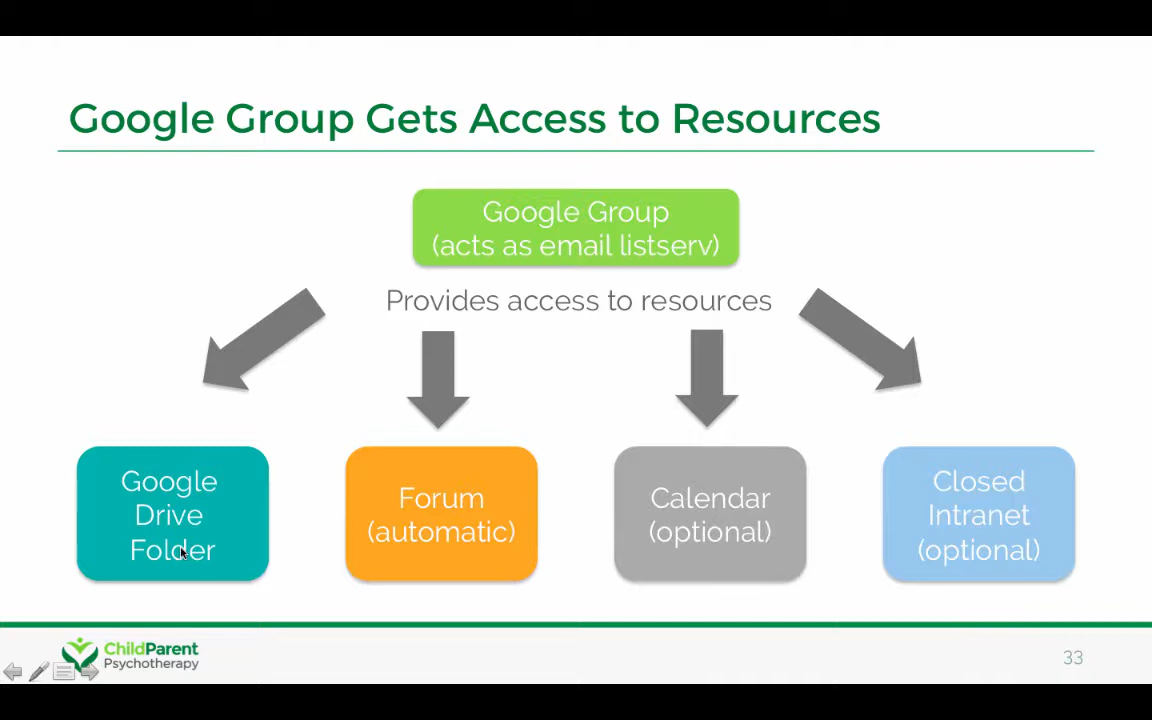 Google Group Gets Access to Resources
Google Group
(acts as email listserv)
Provides access to resources
Google
Drive
Folder
Forum
(automatic)
Calendar
(optional)
Closed
Intranet
(optional)
ChildParent
Psychotherapy
33